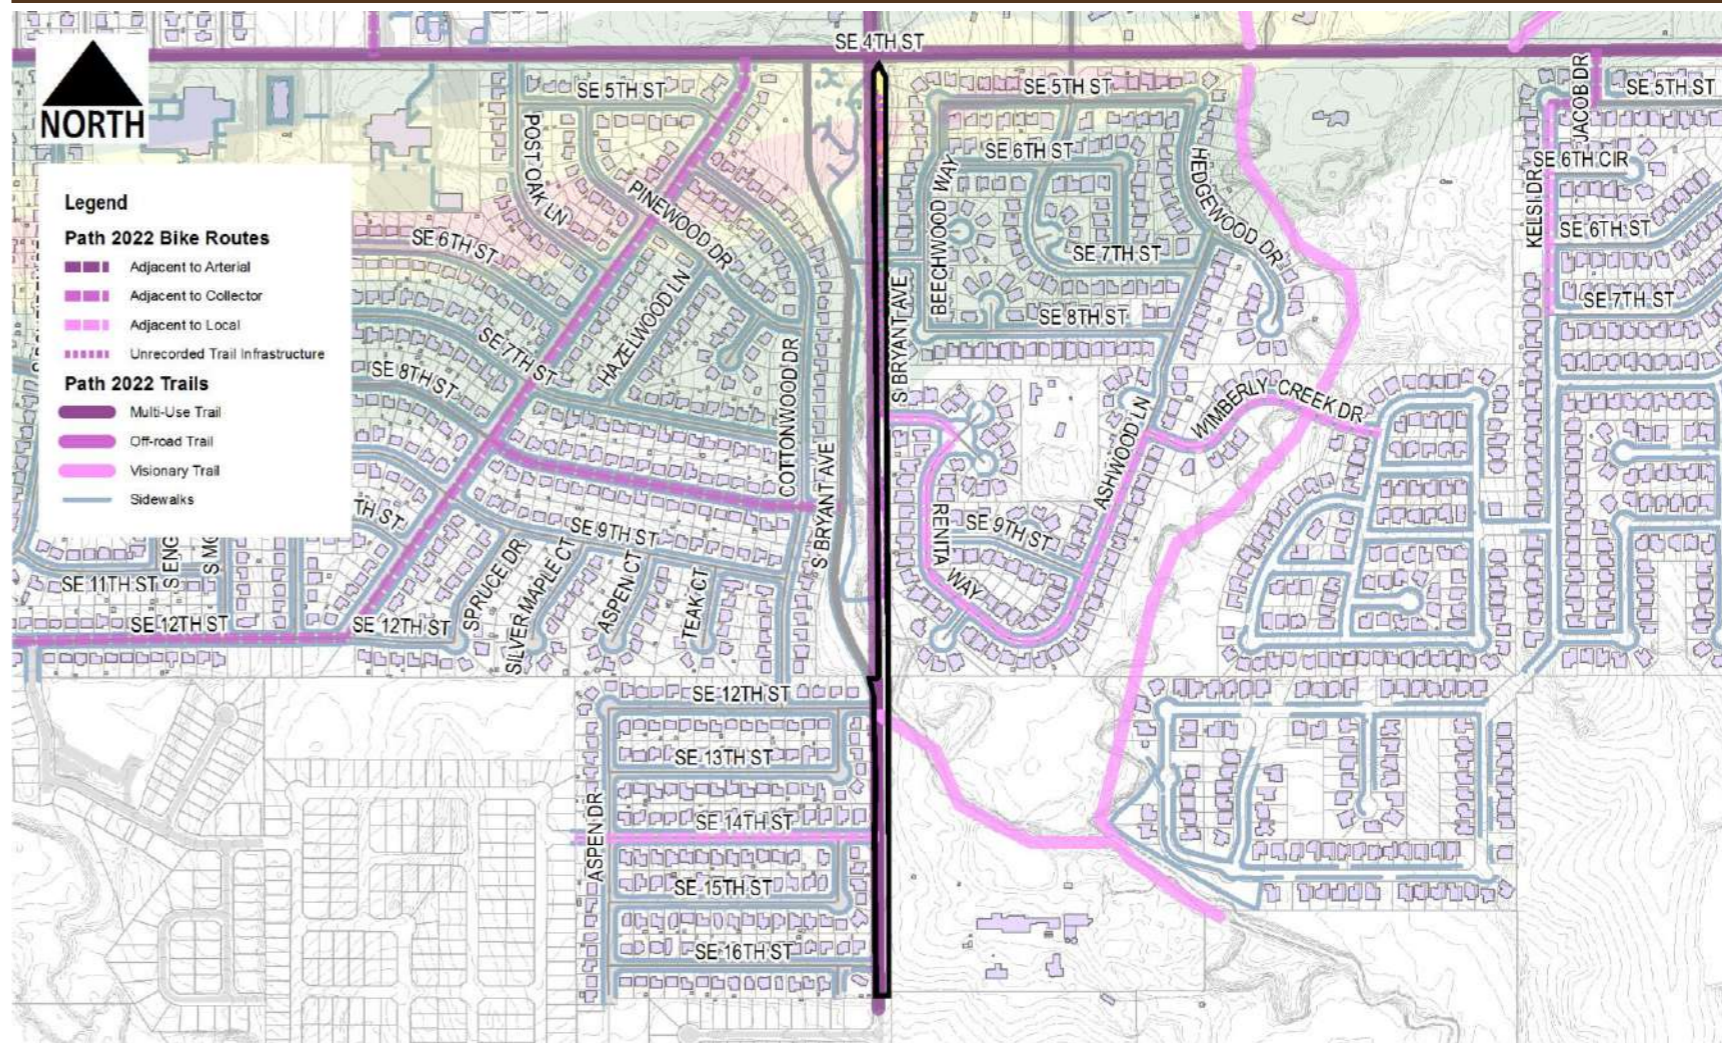 SE 4TH ST
NORTH
SE 5TH ST
SE 5TH ST
SE 5TH ST
JACOB DR
POST OAK LN
PINEWOOD DR
BEECHWOOD WAY
SE 6TH ST
HEDGEWOOD DR
SE 6TH CIR
KELSI DR
SE 6TH ST
SE 6TH ST
SE 7TH ST
SE 7TH ST
Legend
Path 2022 Bike Routes
Adjacent to Arterial
Adjacent to Collector
Adjacent to Local
Unrecorded Trail Infrastructure
Path 2022 Trails
Multi-Use Trail
Off-road Trail
Visionary Trail
Sidewalks
HAZELWOOD LN
S BRYANT AVE
SE 8TH ST
SE 7TH ST
SE 8TH ST
COTTONWOOD DR
WIMBERLY CREEK DR
ASHWOOD LN
S BRYANT AVE
TH ST
SE 9TH ST
RENITA WAY
SE 9TH ST
S ENG
SE 11TH ST
SE 12TH ST
SE 12TH ST
SPRUCE DR
SILVER MAPLE CT
ASPEN CT
TEAK CT
SE 12TH ST
SE 13TH ST
ASPEN DR
SE 14TH ST
SE 15TH ST
SE 16TH ST